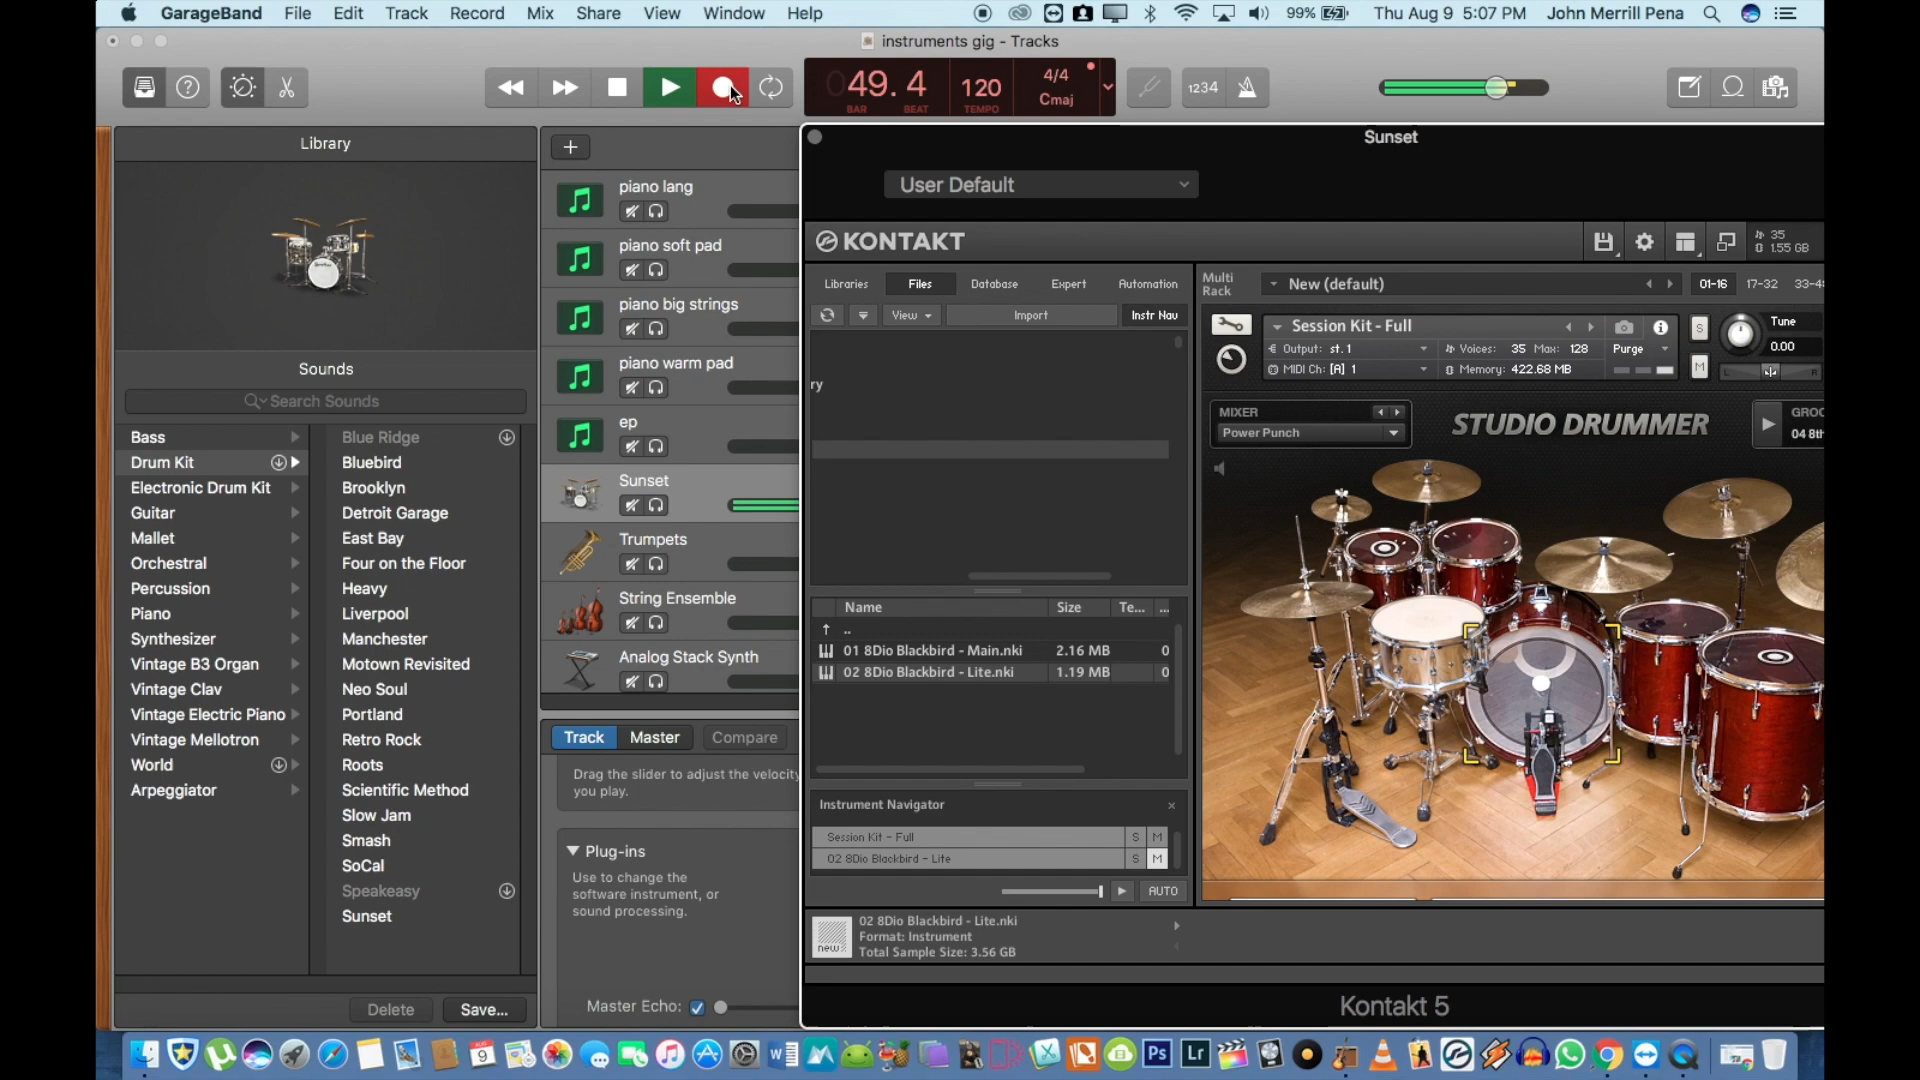 GarageBand File Edit Track Record Mix Share View Window Help
99% Thu Aug 9 5:07 PM John Merrill Pena
instruments gig - Tracks
49. 4 120 4/4 Cmaj
BAR BEAT TEMPO
1234
Library
Sounds
Search Sounds
Bass
Drum Kit
Electronic Drum Kit
Guitar
Mallet
Orchestral
Percussion
Piano
Synthesizer
Vintage B3 Organ
Vintage Clav
Vintage Electric Piano
Vintage Mellotron
World
Arpeggiator
Blue Ridge
Bluebird
Brooklyn
Detroit Garage
East Bay
Four on the Floor
Heavy
Liverpool
Manchester
Motown Revisited
Neo Soul
Portland
Retro Rock
Roots
Scientific Method
Slow Jam
Smash
SoCal
Speakeasy
Sunset
Delete Save...
piano lang
piano soft pad
piano big strings
piano warm pad
ep
Sunset
Trumpets
String Ensemble
Analog Stack Synth
Track Master Compare
Drag the slider to adjust the velocity
you play.
Plug-ins
Use to change the
software instrument, or
sound processing.
Master Echo:
Sunset
User Default
KONTAKT
35
1.55 GB
Libraries Files Database Expert Automation
View Import Instr Nav
ry
Name Size Te... ...
..
01 8Dio Blackbird - Main.nki 2.16 MB 0
02 8Dio Blackbird - Lite.nki 1.19 MB 0
Instrument Navigator
Session Kit - Full S M
02 8Dio Blackbird - Lite S M
AUTO
02 8Dio Blackbird - Lite.nki
Format: Instrument
Total Sample Size: 3.56 GB
new
Multi
Rack
New (default) 01-16 17-32 33-4
Session Kit - Full S Tune
Output: st.1 Voices: 35 Max: 128 Purge 0.00
MIDI Ch: [A] 1 Memory: 422.68 MB M L R
MIXER
Power Punch
STUDIO DRUMMER
GROO
04 8th
Kontakt 5
AUG
9
Ps Lr